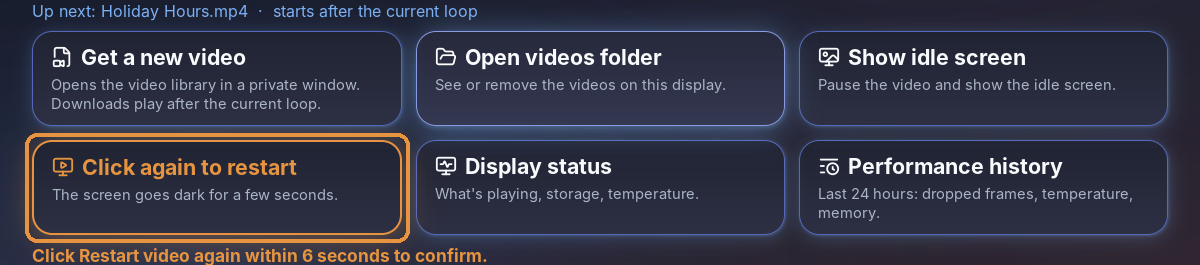 Up next: Holiday Hours.mp4 · starts after the current loop
Get a new video
Opens the video library in a private window.
Downloads play after the current loop.
Open videos folder
See or remove the videos on this display.
Show idle screen
Pause the video and show the idle screen.
Click again to restart
The screen goes dark for a few seconds.
Display status
What's playing, storage, temperature.
Performance history
Last 24 hours: dropped frames, temperature,
memory.
Click Restart video again within 6 seconds to confirm.